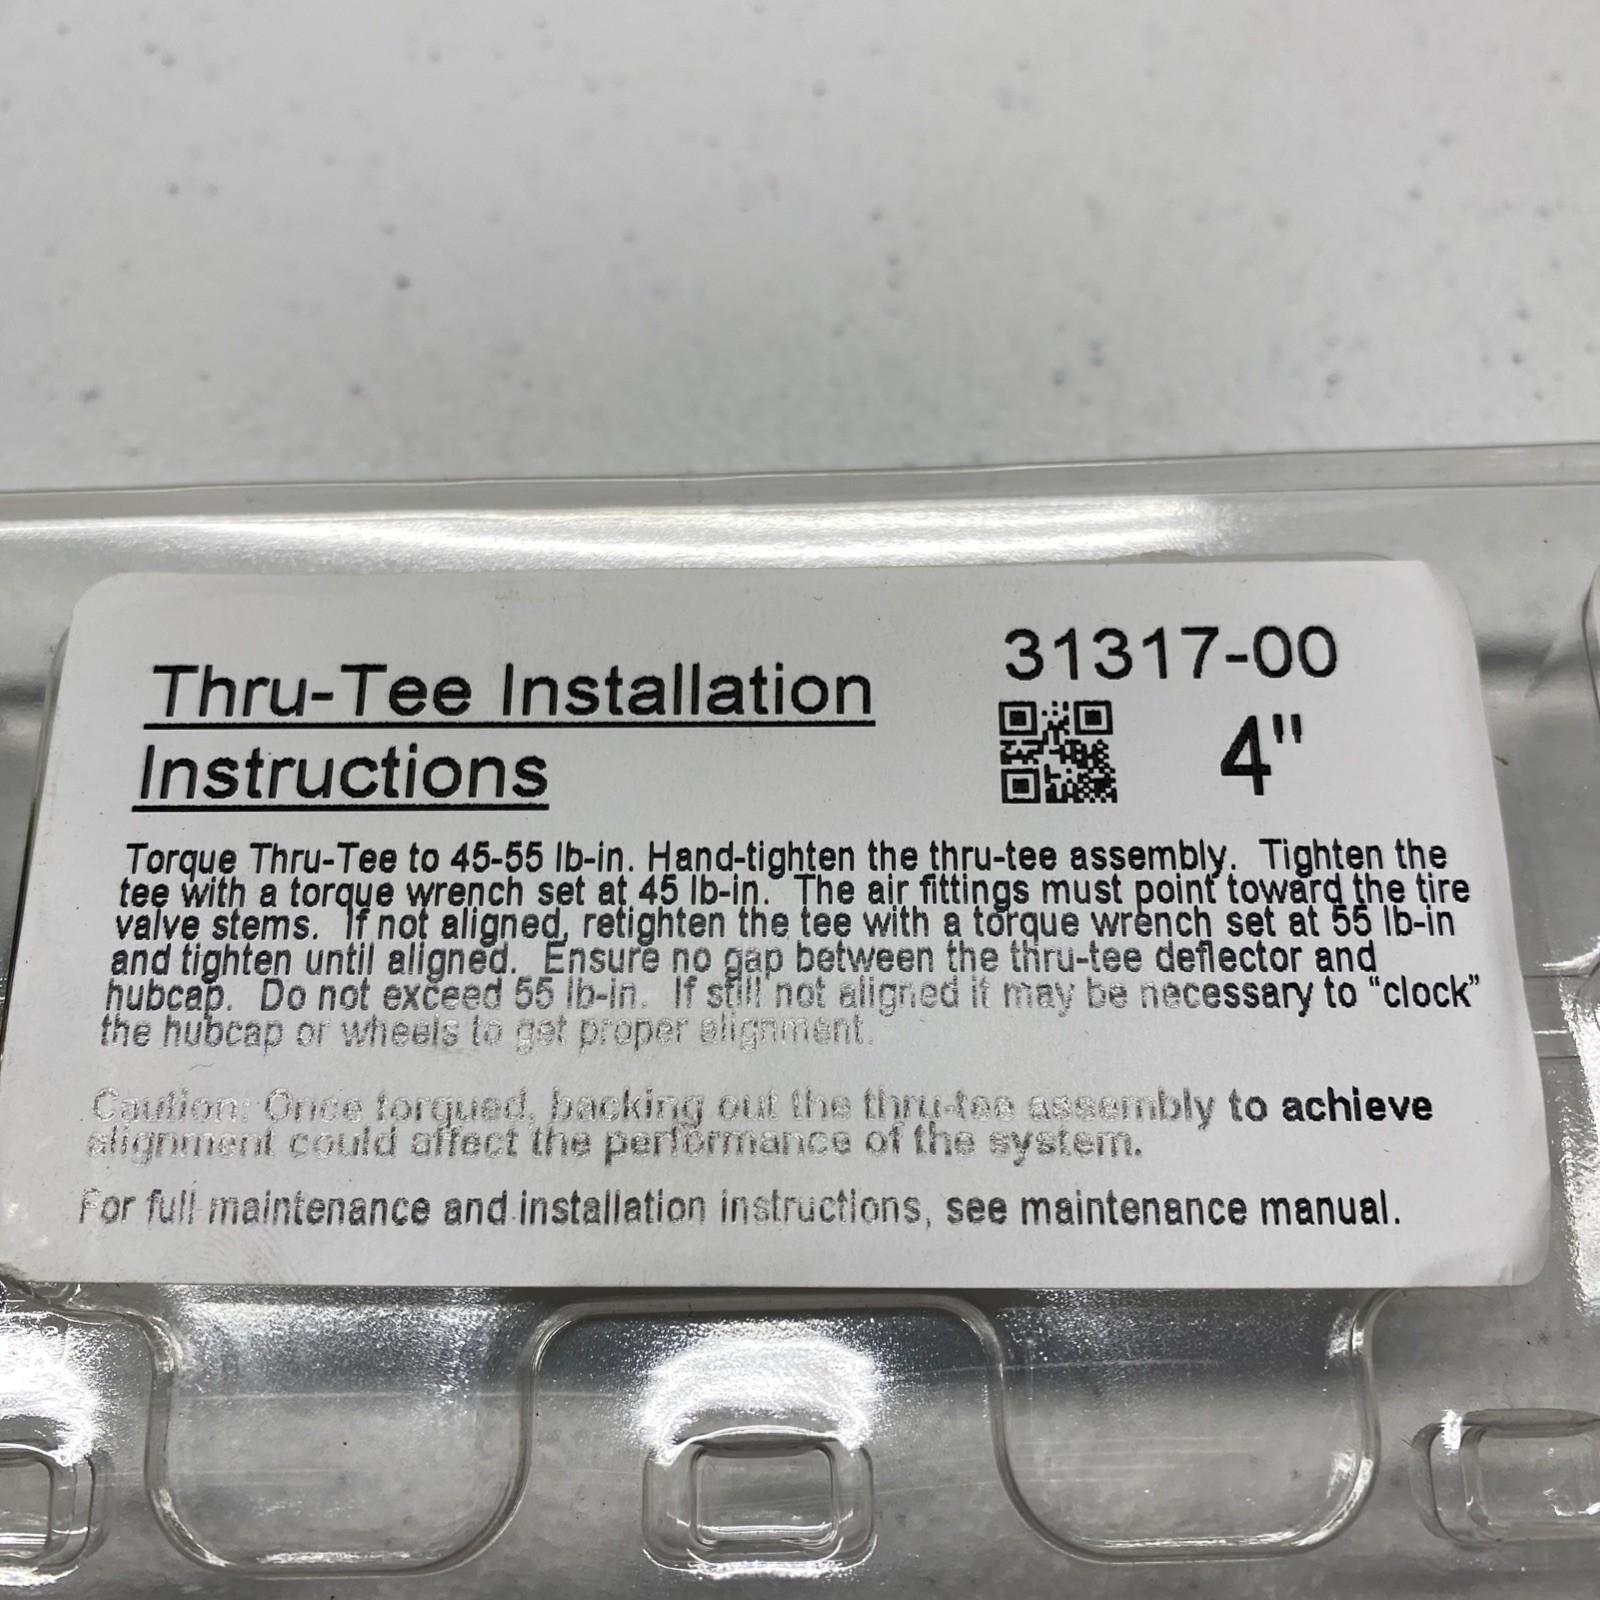 Thru-Tee Installation
Instructions
31317-00
4"
Torque Thru-Tee to 45-55 lb-in. Hand-tighten the thru-tee assembly. Tighten the
tee with a torque wrench set at 45 lb-in. The air fittings must point toward the tire
valve stems. If not aligned, retighten the tee with a torque wrench set at 55 lb-in
and tighten until aligned. Ensure no gap between the thru-tee deflector and
hubcap. Do not exceed 55 lb-in. If still not aligned it may be necessary to “clock”
the hubcap or wheels to get proper alignment.
Caution: Once torqued, backing out the thru-tee assembly to achieve
alignment could affect the performance of the system.
For full maintenance and installation instructions, see maintenance manual.